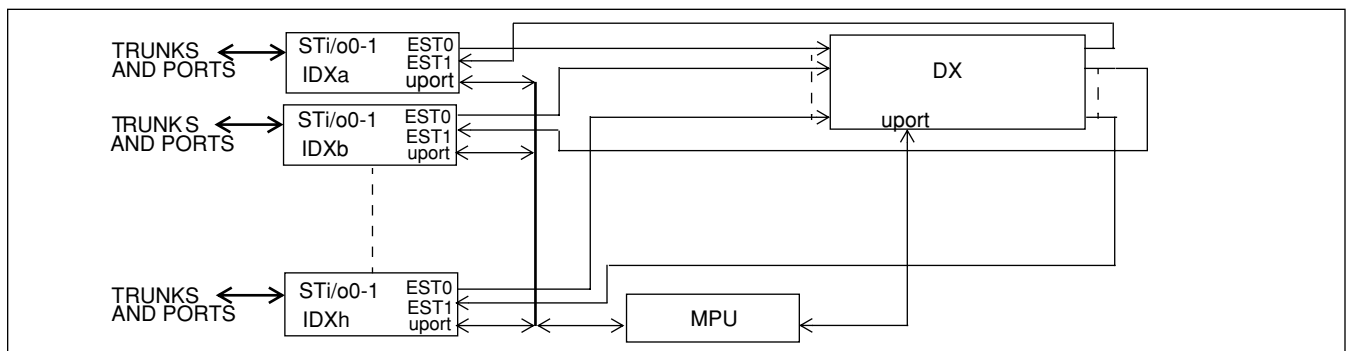 TRUNKS
AND PORTS
STi/o0-1
IDXa
EST0
EST1
uport
DX
uport
TRUNKS
AND PORTS
STi/o0-1
IDXb
EST0
EST1
uport
TRUNKS
AND PORTS
STi/o0-1
IDXh
EST0
EST1
uport
MPU